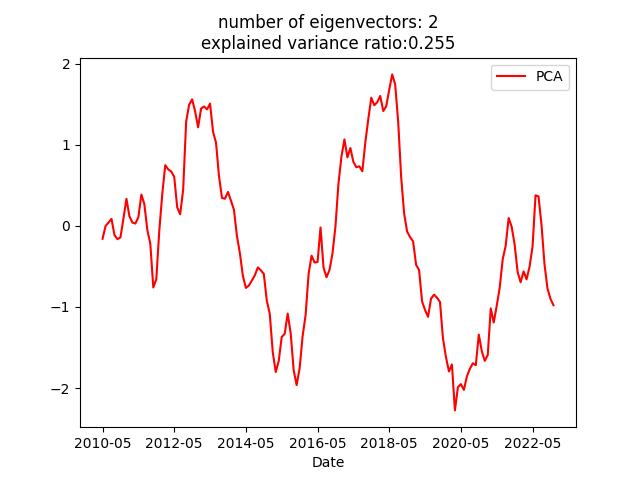 number of eigenvectors: 2
explained variance ratio:0.255
PCA
2
1
0
−1
−2
2010-05 2012-05 2014-05 2016-05 2018-05 2020-05 2022-05
Date